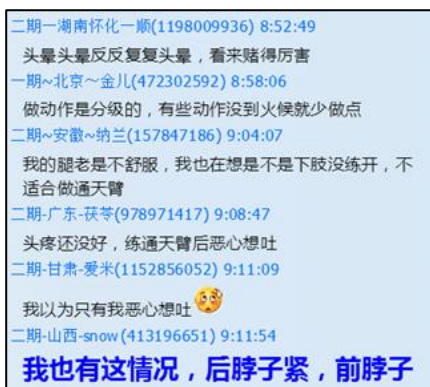 二期一湖南怀化一顺(1198009936) 8:52:49
头晕头晕反反复复头晕，看来赌得厉害
一期~北京～金儿(472302592) 8:58:06
做动作是分级的，有些动作没到火候就少做点
二期~安徽~纳兰(157847186) 9:04:07
我的腿老是不舒服，我也在想是不是下肢没练开，不
适合做通天臂
二期-广东-茯苓(978971417) 9:08:47
头疼还没好，练通天臂后恶心想吐
二期-甘肃-爱米(1152856052) 9:11:09
我以为只有我恶心想吐
二期-山西-snow(413196651) 9:11:54
我也有这情况，后脖子紧，前脖子